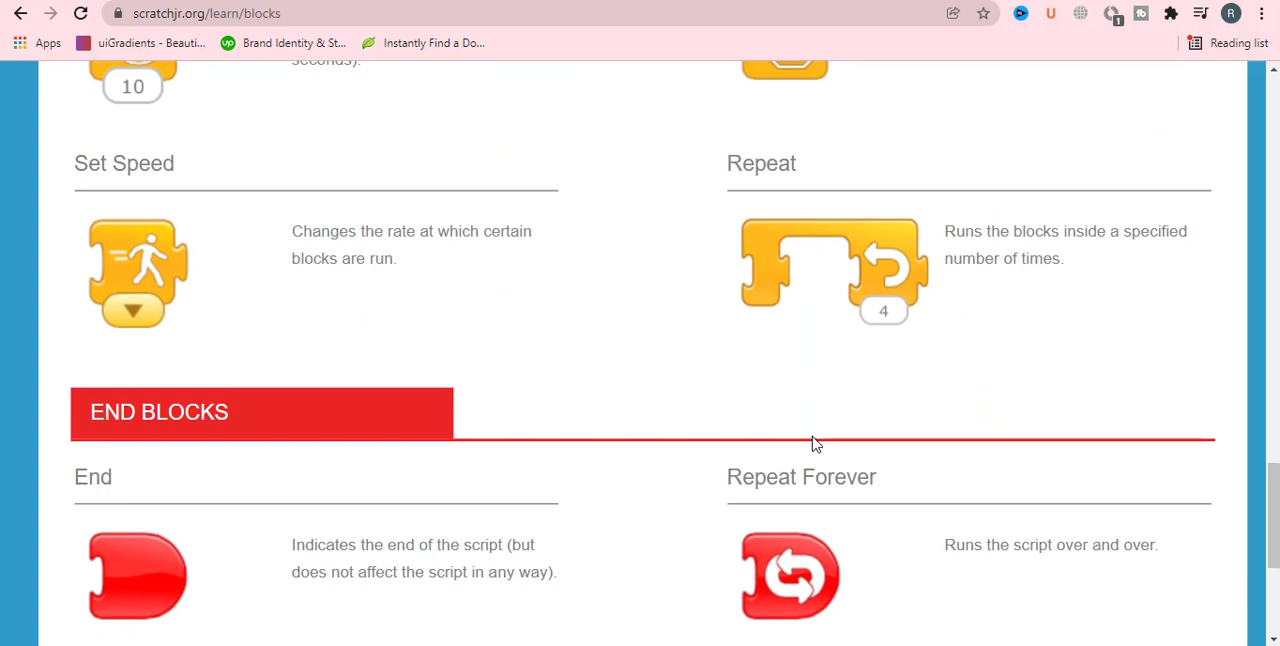 scratchjr.org/learn/blocks
R
1
Apps
uiGradients - Beauti...
Brand Identity & St...
Instantly Find a Do...
Reading list
seconds).
10
Set Speed
Changes the rate at which certain
blocks are run.
Repeat
Runs the blocks inside a specified
number of times.
4
END BLOCKS
End
Indicates the end of the script (but
does not affect the script in any way).
Repeat Forever
Runs the script over and over.